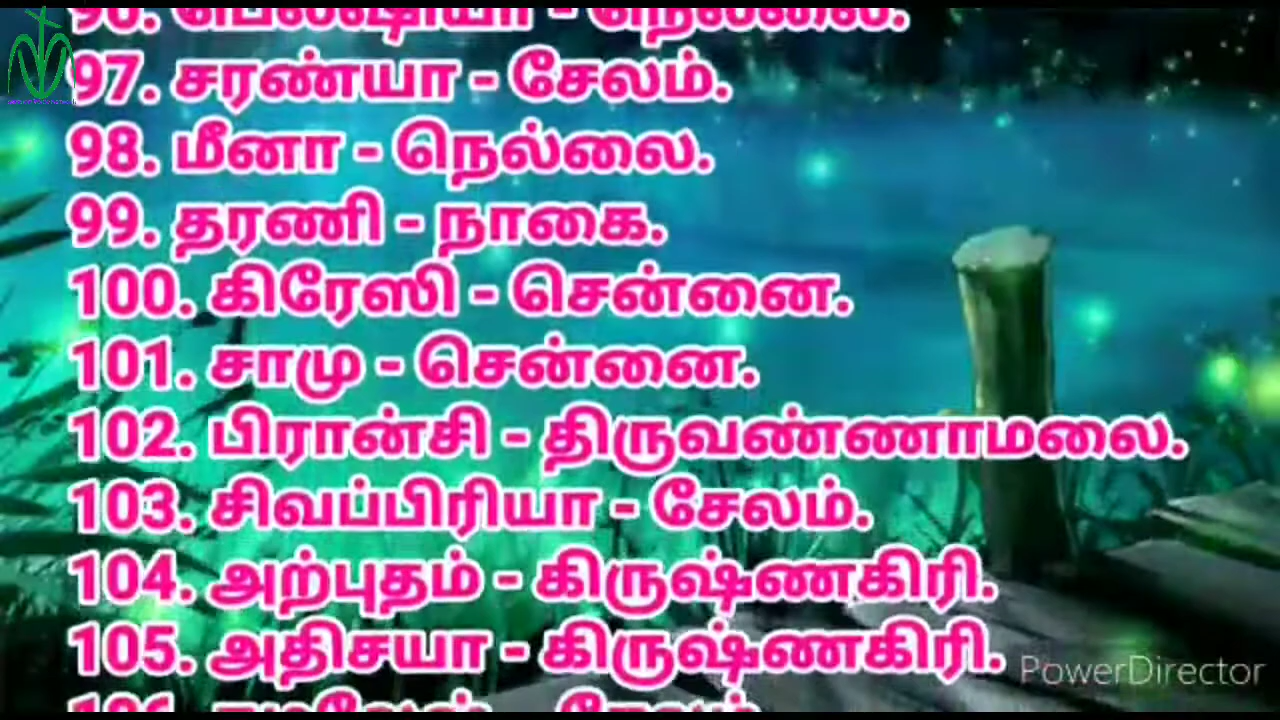 97. சரண்யா - சேலம்.
98. மீனா - நெல்லை.
99. தரணி - நாகை.
100. கிரேஸி - சென்னை.
101. சாமு - சென்னை.
102. பிரான்சி - திருவண்ணாமலை.
103. சிவப்பிரியா - சேலம்.
104. அற்புதம் - கிருஷ்ணகிரி.
105. அதிசயா - கிருஷ்ணகிரி.
PowerDirector